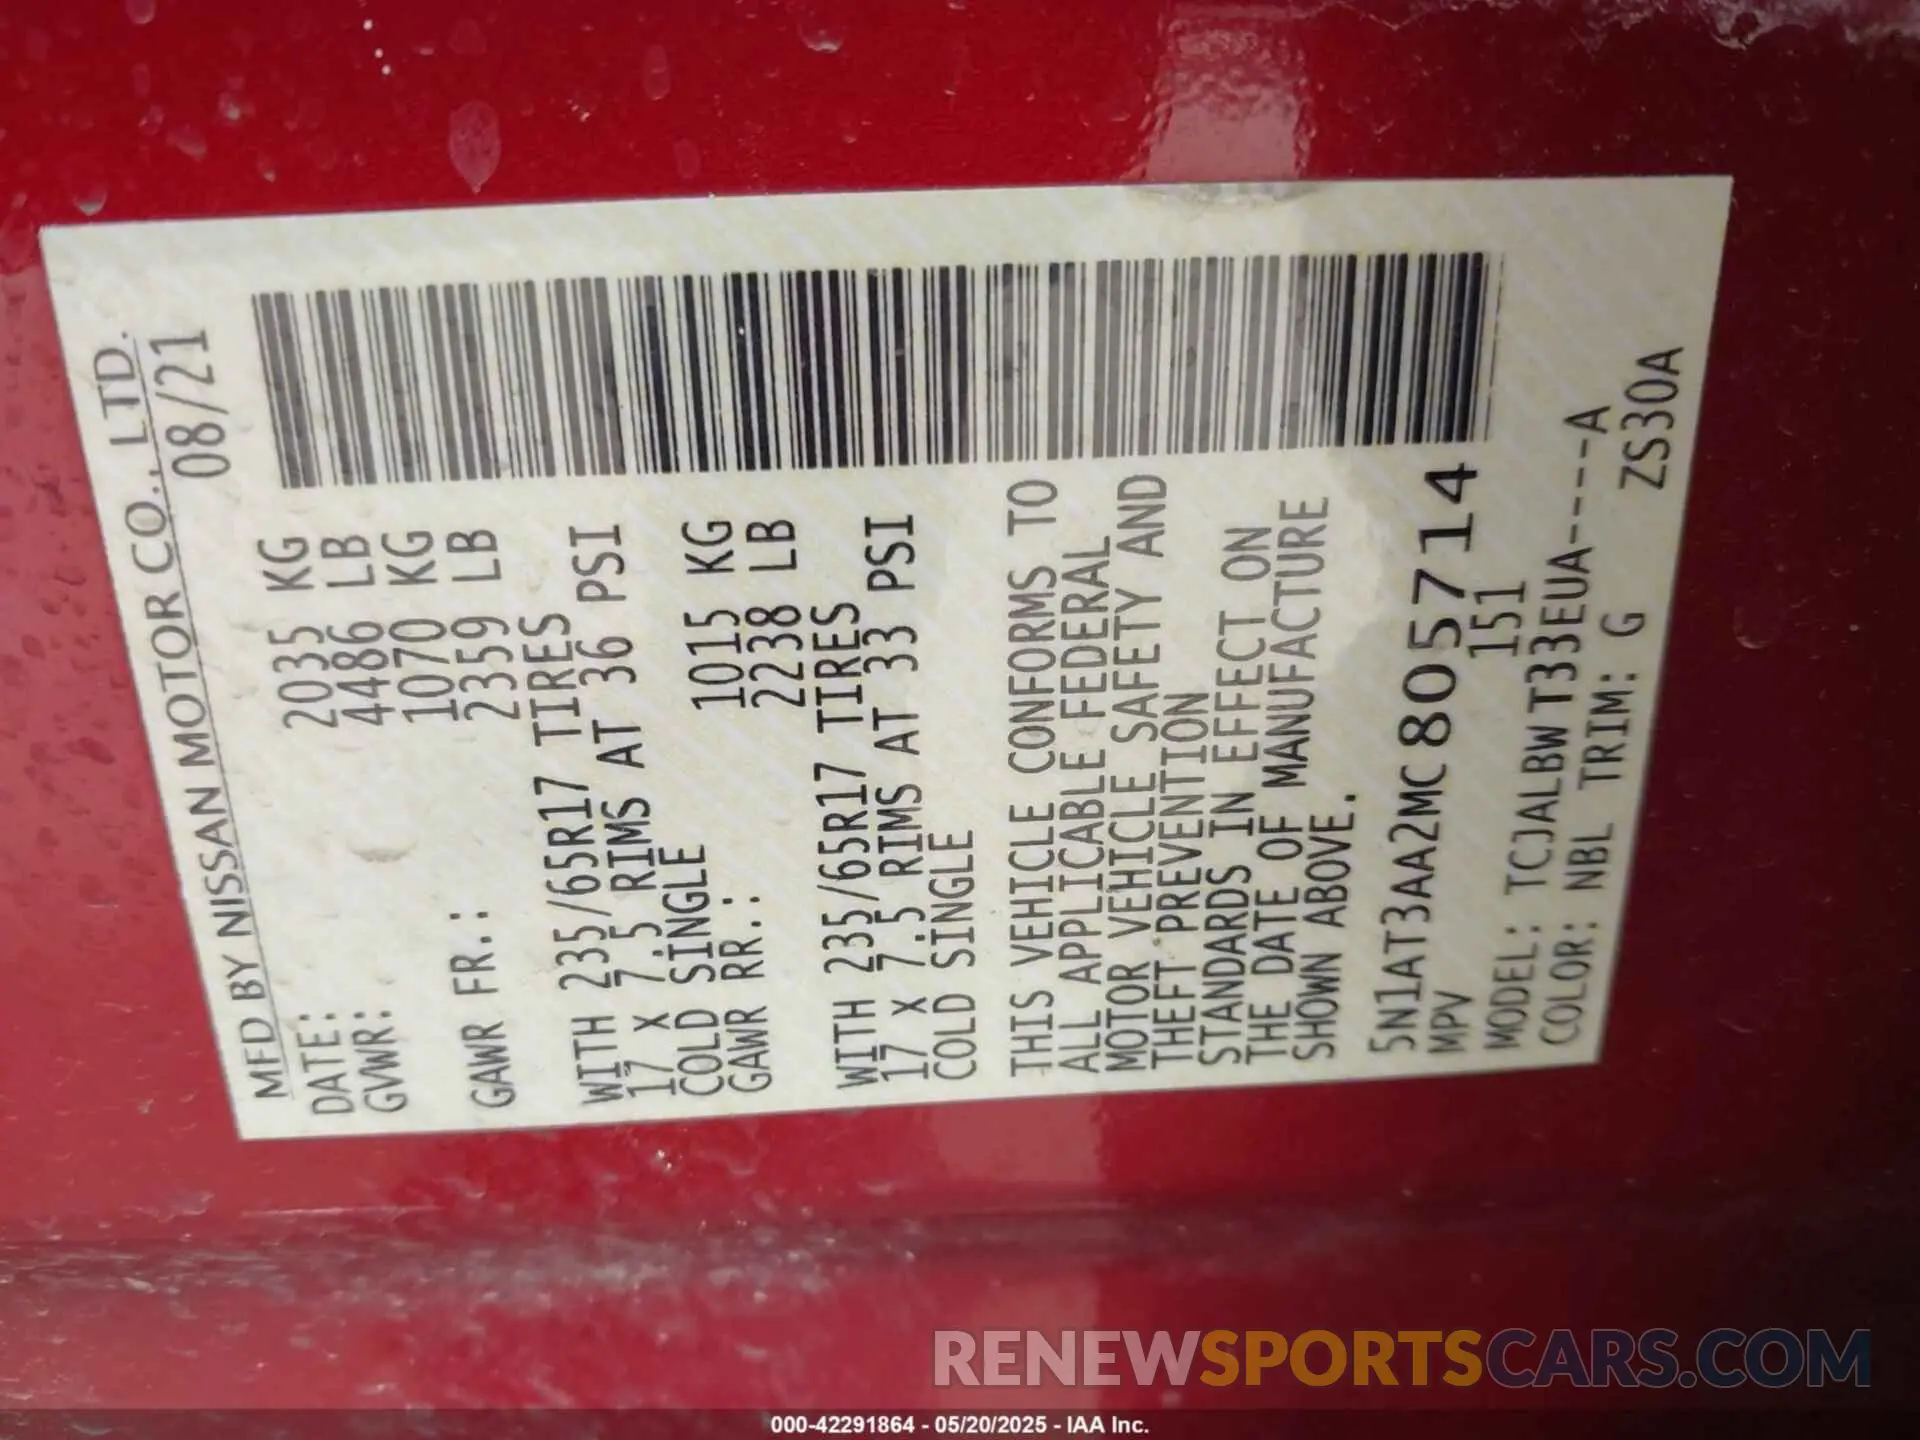 MFD BY NISSAN MOTOR CO., LTD.
DATE: 08/21
GVWR: 2035 KG
4486 LB
GAWR FR.: 1070 KG
2359 LB
WITH 235/65R17 TIRES
17 X 7.5 RIMS AT 36 PSI
COLD SINGLE
GAWR RR.: 1015 KG
2238 LB
WITH 235/65R17 TIRES
17 X 7.5 RIMS AT 33 PSI
COLD SINGLE
THIS VEHICLE CONFORMS TO
ALL APPLICABLE FEDERAL
MOTOR VEHICLE SAFETY AND
THEFT PREVENTION
STANDARDS IN EFFECT ON
THE DATE OF MANUFACTURE
SHOWN ABOVE.
5N1AT3AA2MC805714
MPV 151
MODEL: TCJALBWT33EUA----A
COLOR: NBL TRIM: G ZS30A
RENEWSPORTSCARS.COM
000-42291864 - 05/20/2025 - IAA Inc.